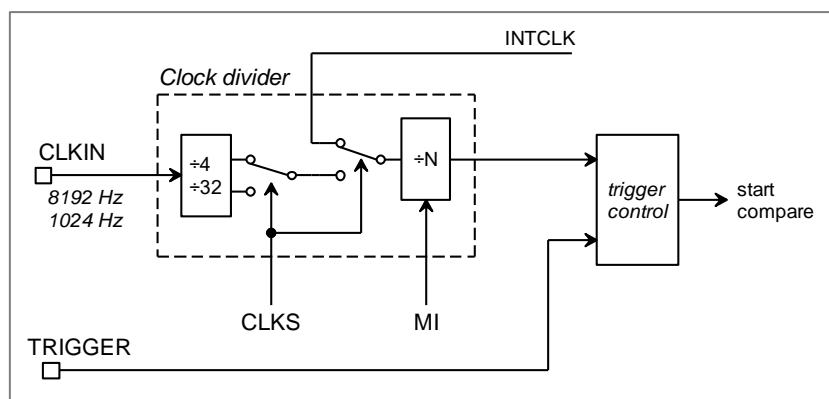 INTCLK
Clock divider
CLKIN
8192 Hz
1024 Hz
÷4
÷32
÷N
trigger
control
start
compare
CLKS
MI
TRIGGER